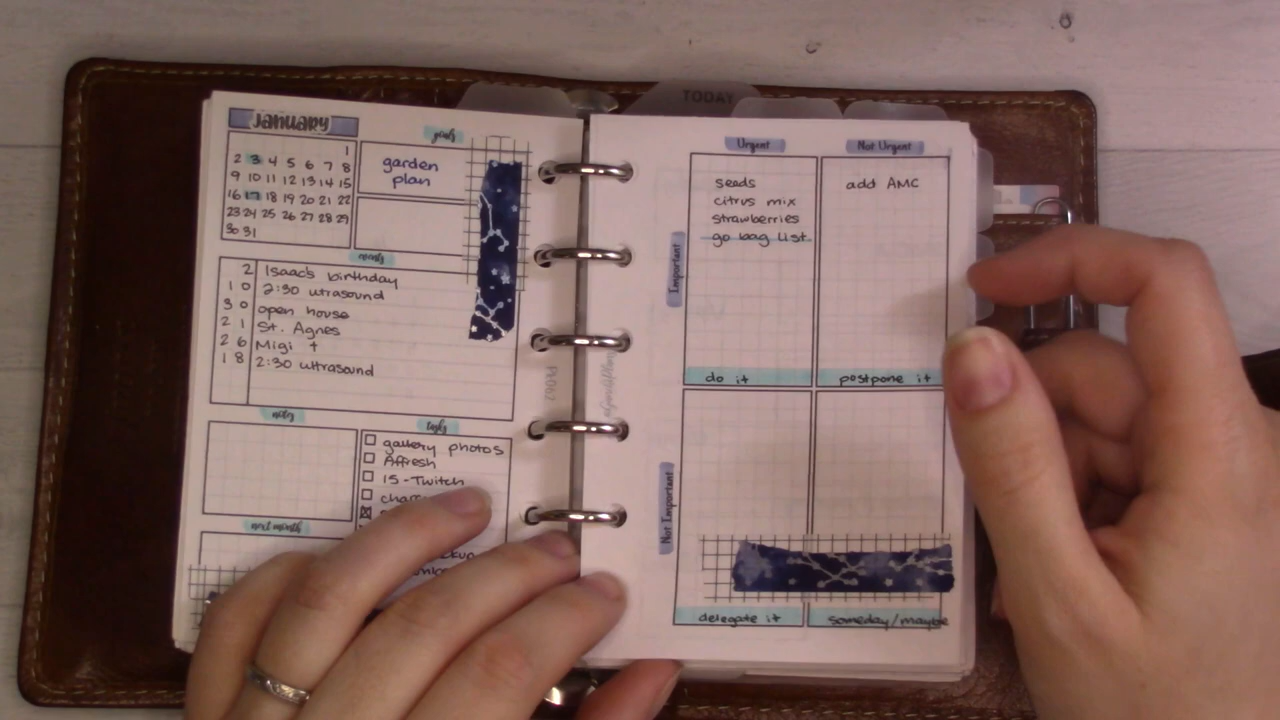 TODAY
January
goals
1
2 3 4 5 6 7 8
9 10 11 12 13 14 15
16 17 18 19 20 21 22
23 24 25 26 27 28 29
30 31
garden
plan
events
2 Isaac's birthday
10 2:30 utrasound
30 open house
21 St. Agnes
26 Migi †
18 2:30 ultrasound
notes
tasks
gallery photos
Affresh
15 - Twitch
next month
Urgent
Not Urgent
Important
seeds
citrus mix
strawberries
go bag list
add AMC
do it
postpone it
Not Important
delegate it
someday/maybe